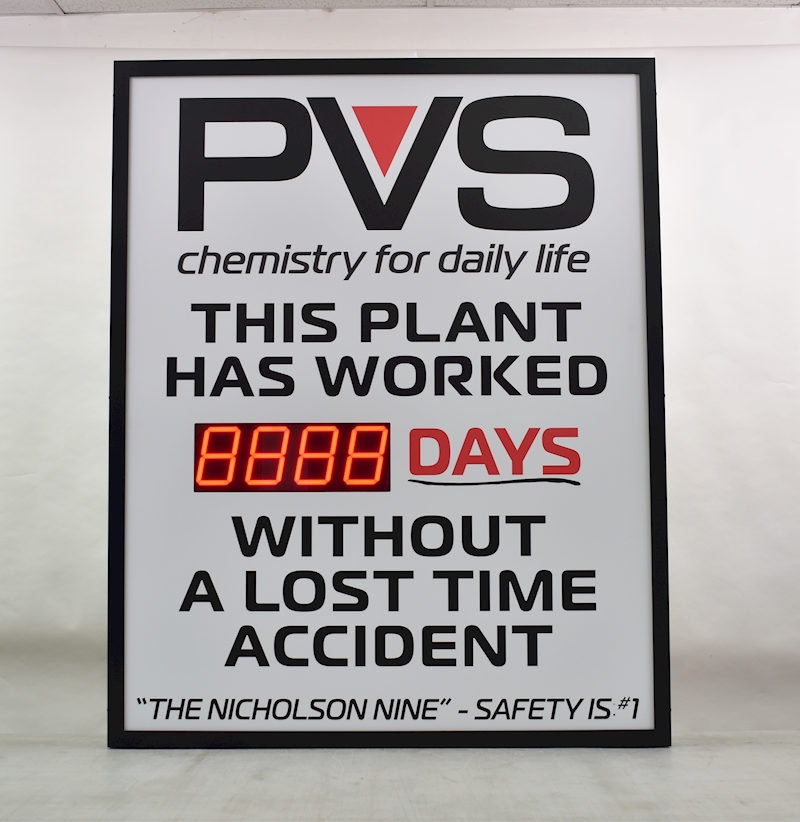 PVS
chemistry for daily life
THIS PLANT
HAS WORKED
8888 DAYS
WITHOUT
A LOST TIME
ACCIDENT
"THE NICHOLSON NINE" - SAFETY IS #1